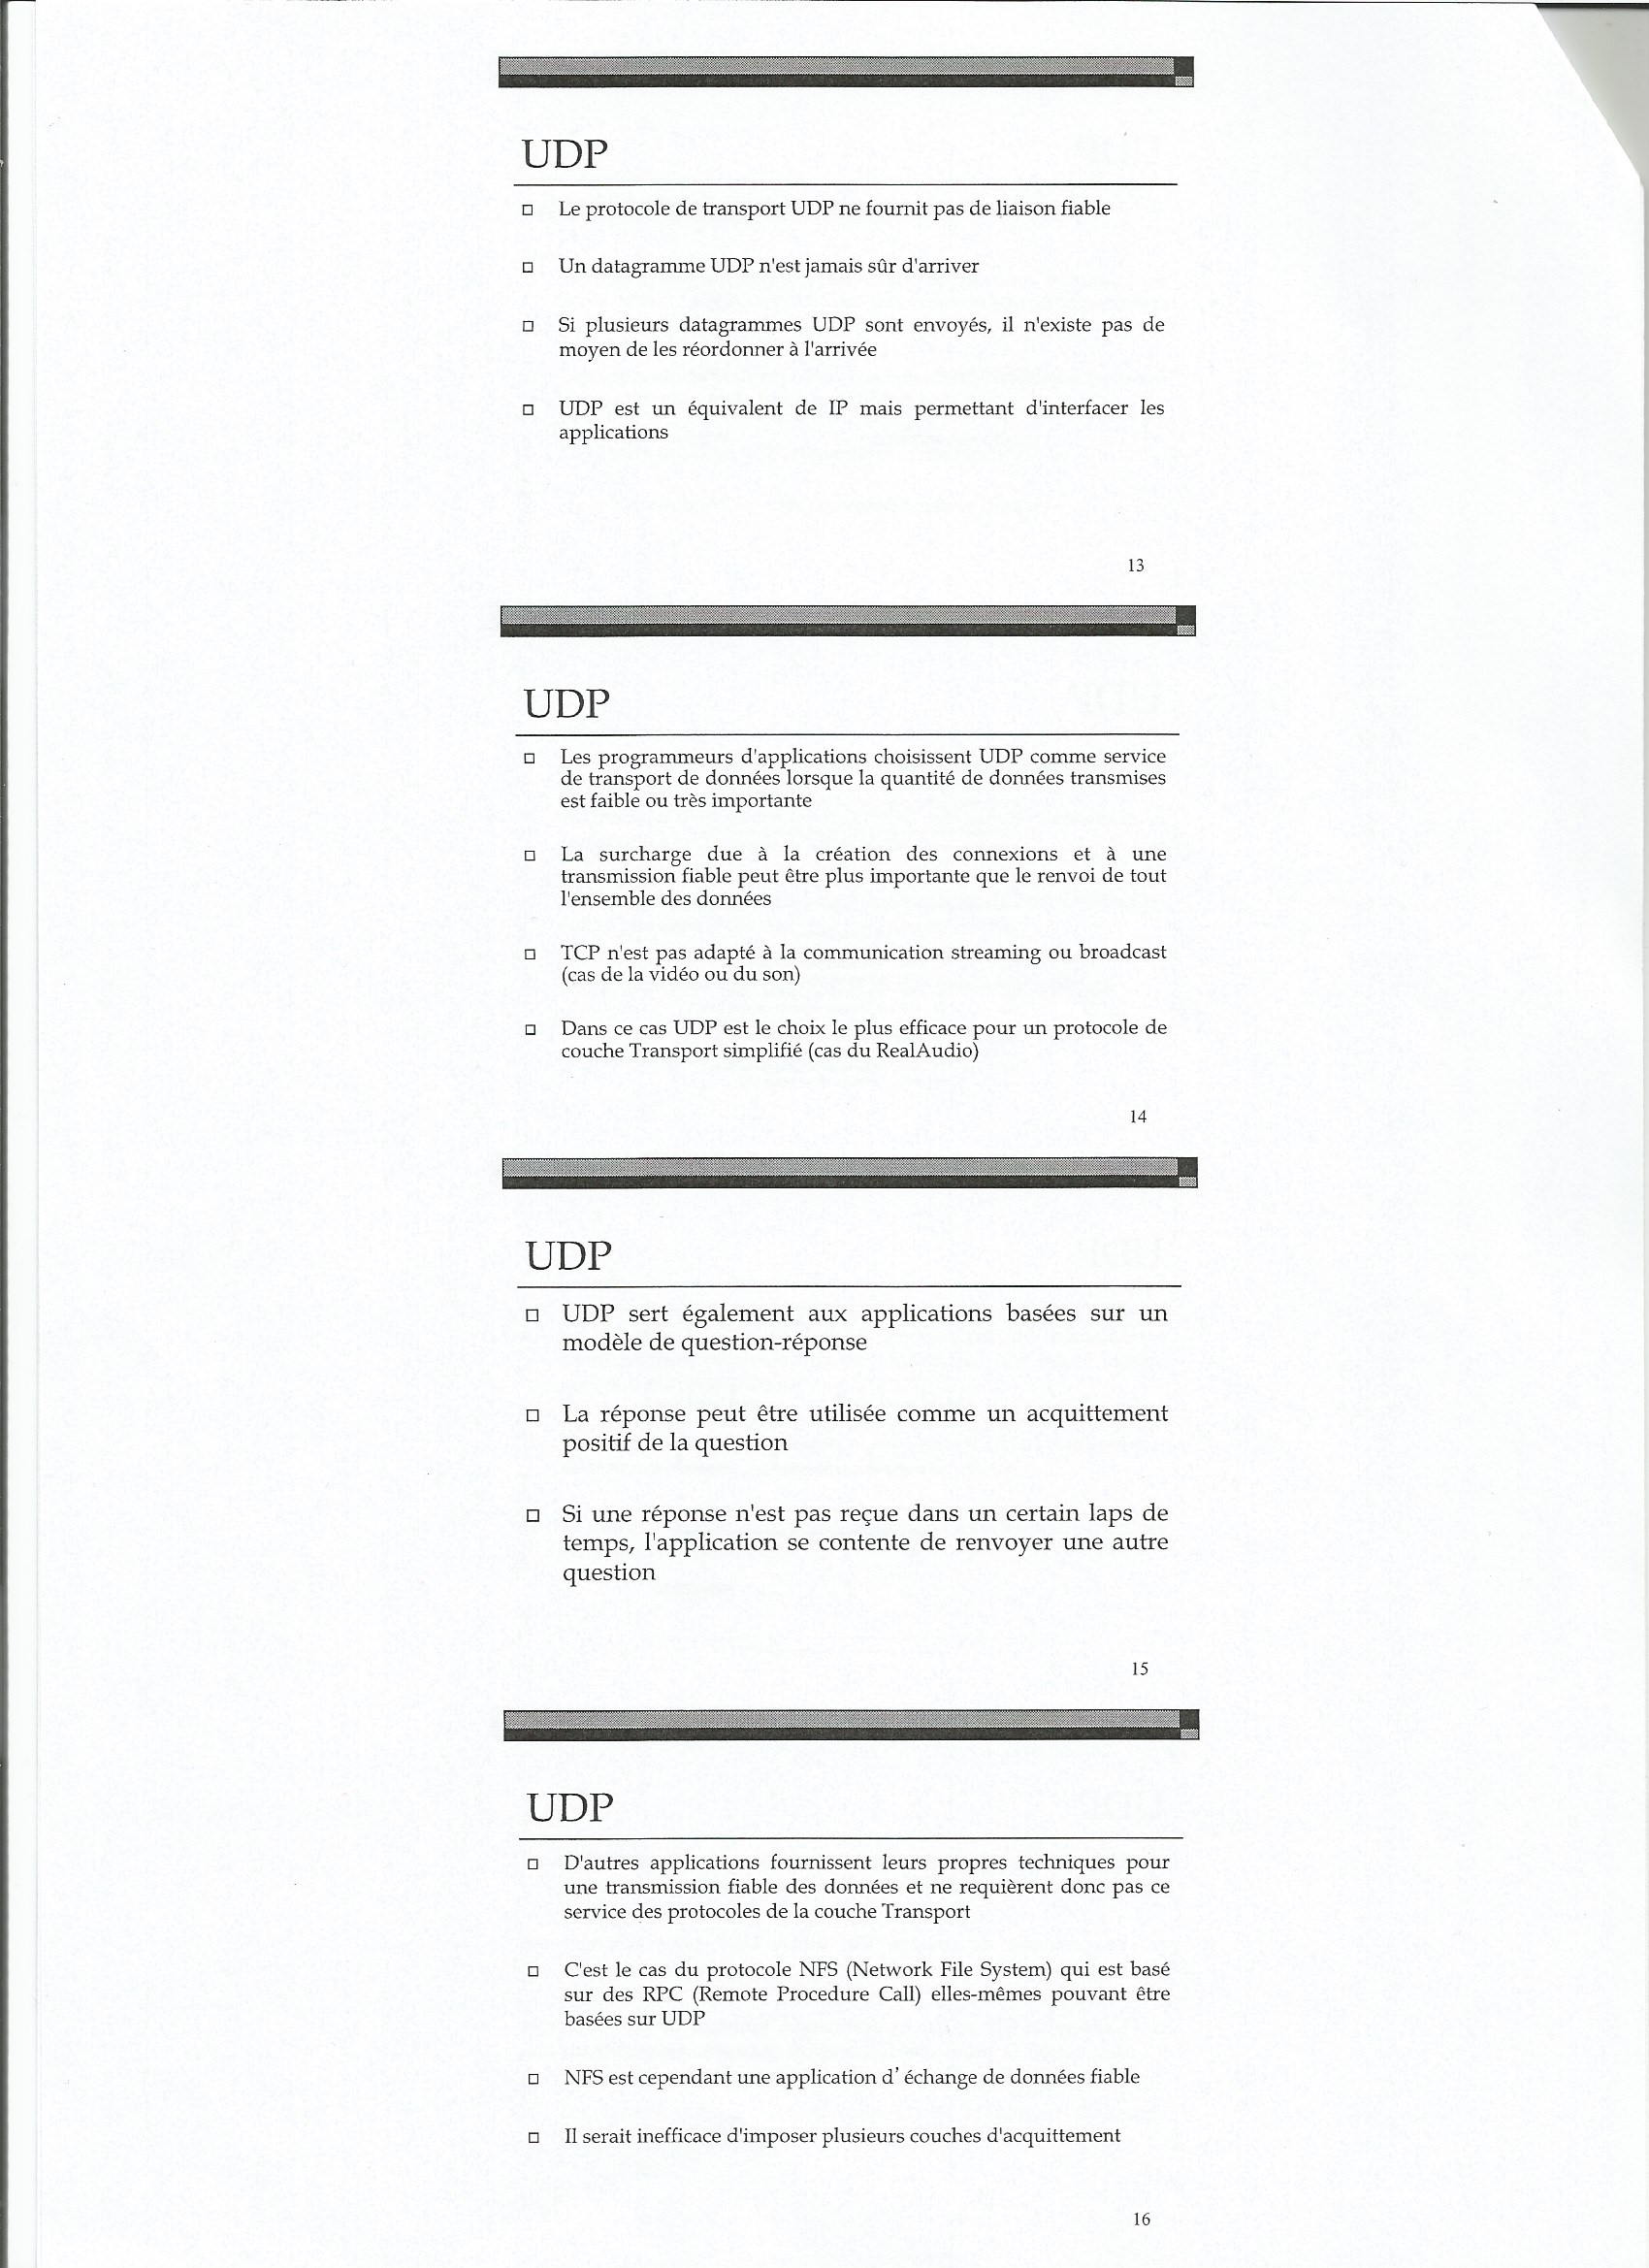 UDP
□ Le protocole de transport UDP ne fournit pas de liaison fiable
□ Un datagramme UDP n'est jamais sûr d'arriver
□ Si plusieurs datagrammes UDP sont envoyés, il n'existe pas de
moyen de les réordonner à l'arrivée
□ UDP est un équivalent de IP mais permettant d'interfacer les
applications
13
UDP
□ Les programmeurs d'applications choisissent UDP comme service
de transport de données lorsque la quantité de données transmises
est faible ou très importante
□ La surcharge due à la création des connexions et à une
transmission fiable peut être plus importante que le renvoi de tout
l'ensemble des données
□ TCP n'est pas adapté à la communication streaming ou broadcast
(cas de la vidéo ou du son)
□ Dans ce cas UDP est le choix le plus efficace pour un protocole de
couche Transport simplifié (cas du RealAudio)
14
UDP
□ UDP sert également aux applications basées sur un
modèle de question-réponse
□ La réponse peut être utilisée comme un acquittement
positif de la question
□ Si une réponse n'est pas reçue dans un certain laps de
temps, l'application se contente de renvoyer une autre
question
15
UDP
□ D'autres applications fournissent leurs propres techniques pour
une transmission fiable des données et ne requièrent donc pas ce
service des protocoles de la couche Transport
□ C'est le cas du protocole NFS (Network File System) qui est basé
sur des RPC (Remote Procedure Call) elles-mêmes pouvant être
basées sur UDP
□ NFS est cependant une application d' échange de données fiable
□ Il serait inefficace d'imposer plusieurs couches d'acquittement
16